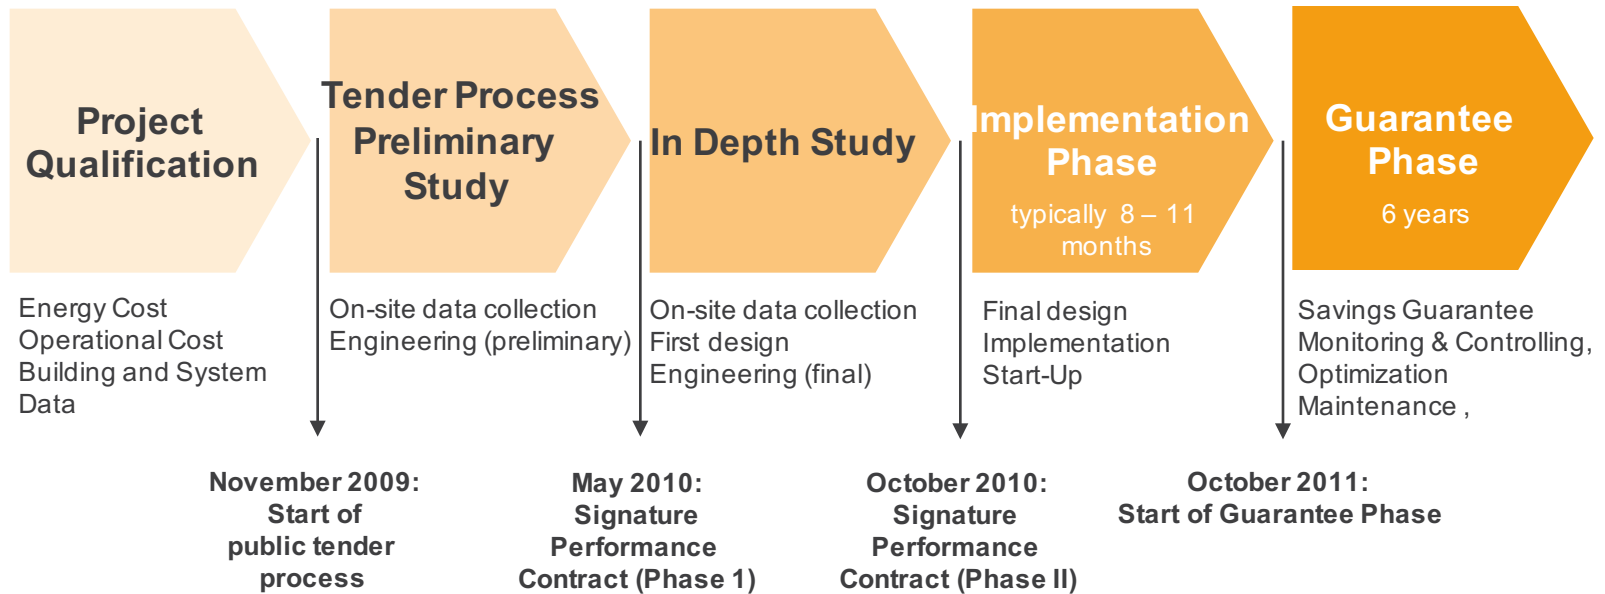 Project
Qualification
Tender Process
Preliminary
Study
In Depth Study
Implementation
Phase
typically 8 – 11
months
Guarantee
Phase
6 years
Energy Cost
Operational Cost
Building and System
Data
On-site data collection
Engineering (preliminary)
On-site data collection
First design
Engineering (final)
Final design
Implementation
Start-Up
Savings Guarantee
Monitoring & Controlling,
Optimization
Maintenance ,
November 2009:
Start of
public tender
process
May 2010:
Signature
Performance
Contract (Phase 1)
October 2010:
Signature
Performance
Contract (Phase II)
October 2011:
Start of Guarantee Phase